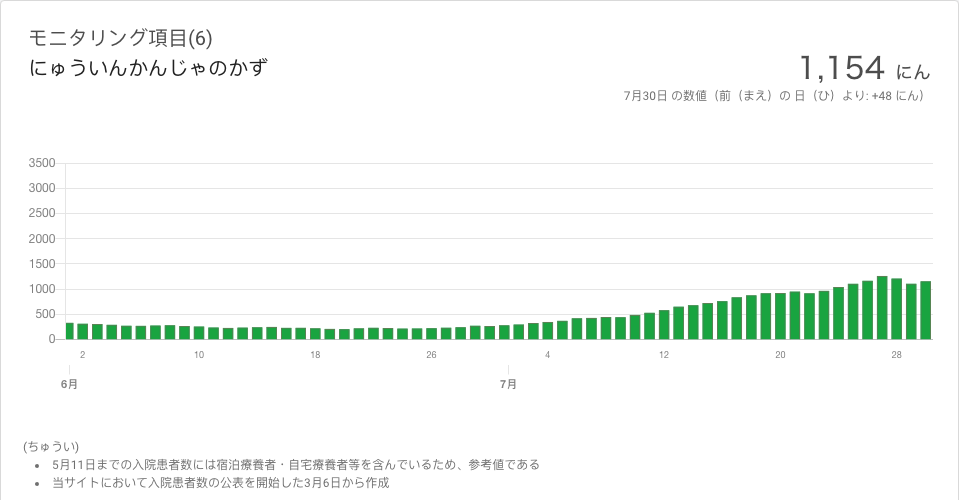 モニタリング項目(6)
にゅういんかんじゃのかず
1,154 にん
7月30日 の数値（前（まえ）の 日（ひ）より: +48 にん）
3500
3000
2500
2000
1500
1000
500
0
2 10 18 26 4 12 20 28
6月 7月
(ちゅうい)
• 5月11日までの入院患者数には宿泊療養者・自宅療養者等を含んでいるため、参考値である
• 当サイトにおいて入院患者数の公表を開始した3月6日から作成